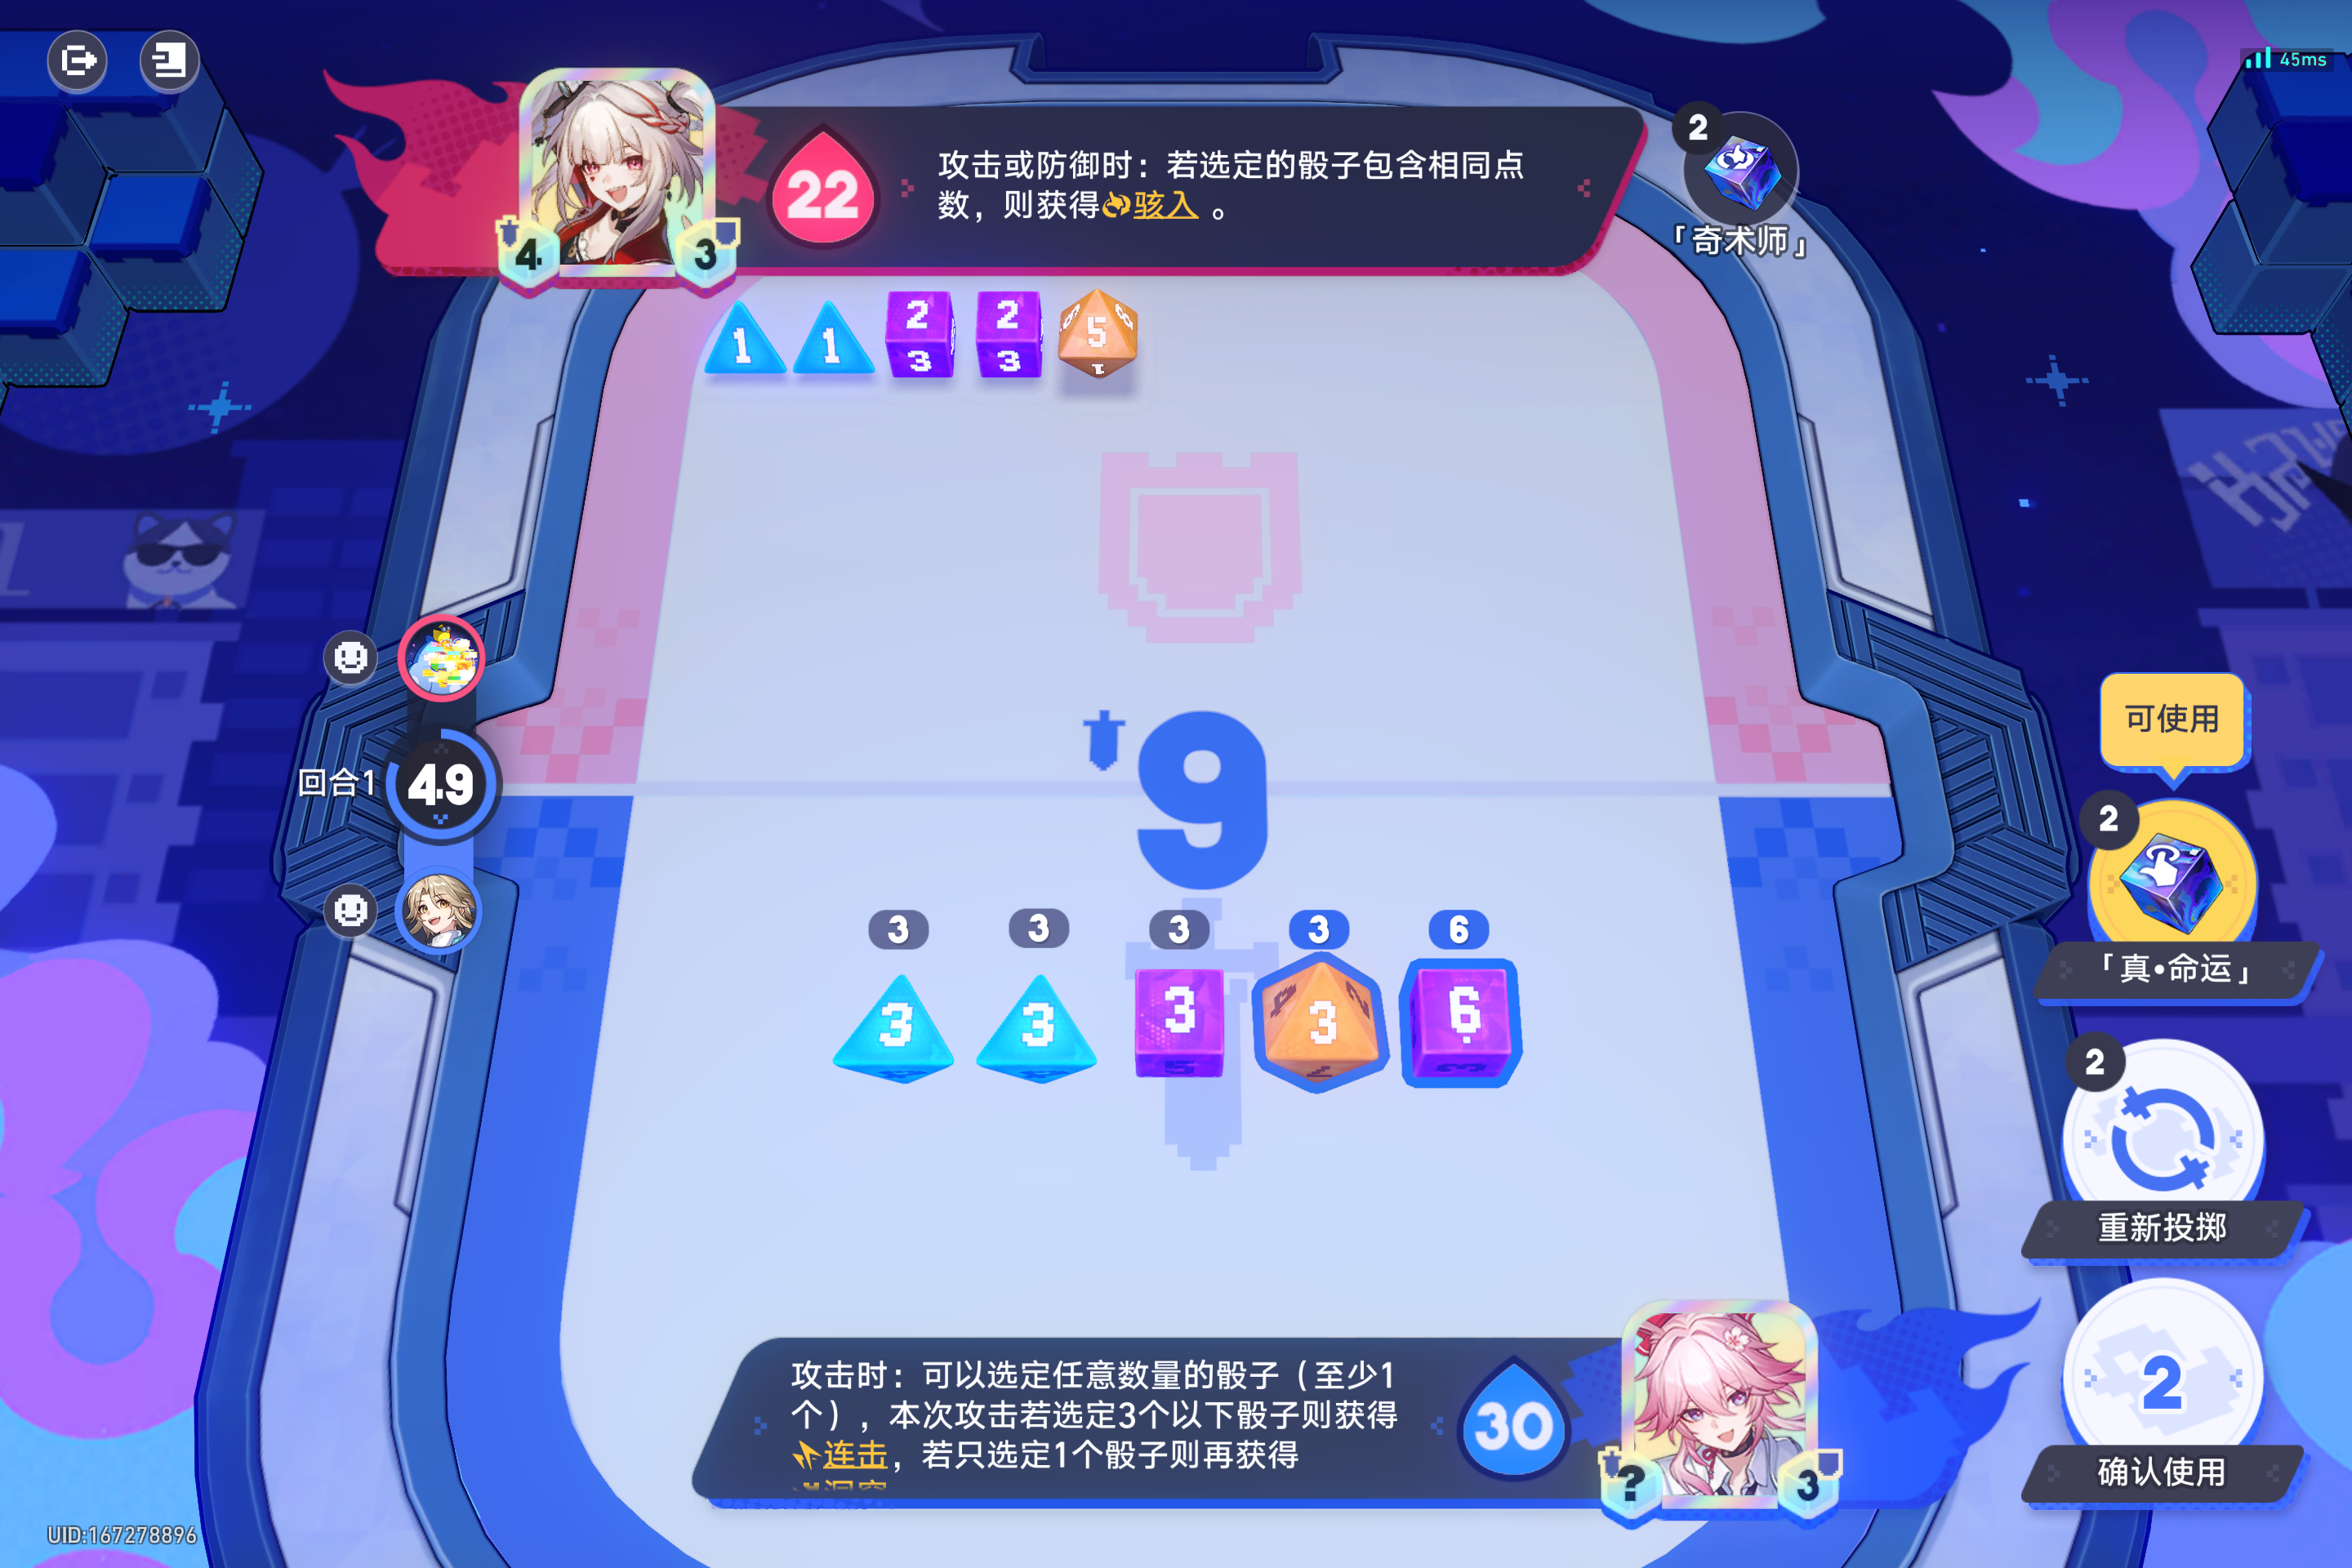 45ms
22
攻击或防御时：若选定的骰子包含相同点
数，则获得骇入 。
4
3
2
「奇术师」
1
1
2
3
2
3
5
8
1
9
回合1
49
可使用
2
「真•命运」
3
3
3
3
6
3
3
3
3
6
2
重新投掷
2
确认使用
攻击时：可以选定任意数量的骰子（至少1
个），本次攻击若选定3个以下骰子则获得
连击，若只选定1个骰子则再获得
30
?
3
UID:167278896